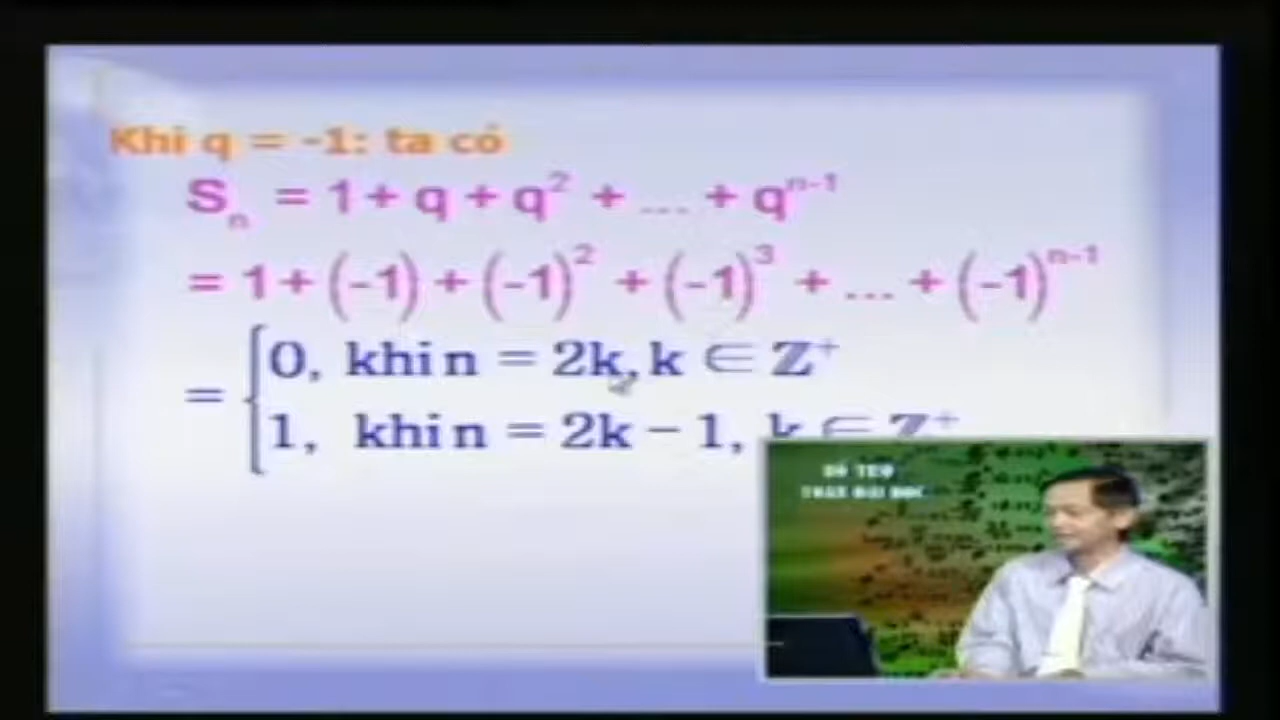 Khi q = -1: ta có
Sₙ = 1 + q + q² + ... + qⁿ⁻¹
= 1 + (-1) + (-1)² + (-1)³ + ... + (-1)ⁿ⁻¹
= { 0, khi n = 2k, k ∈ ℤ⁺
1, khi n = 2k − 1, k ∈ ℤ⁺